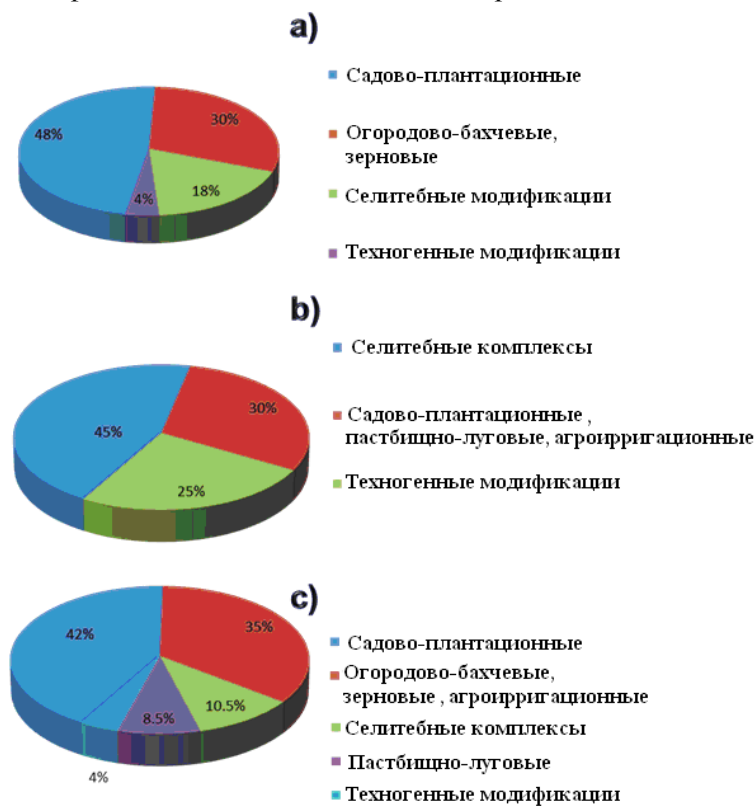 a)
Садово-плантационные
Огородово-бахчевые,
зерновые
Селитебные модификации
Техногенные модификации
48%
30%
18%
4%
b)
Селитебные комплексы
Садово-плантационные ,
пастбищно-луговые, агроирригационные
Техногенные модификации
45%
30%
25%
c)
Садово-плантационные
Огородово-бахчевые,
зерновые , агроирригационные
Селитебные комплексы
Пастбищно-луговые
Техногенные модификации
42%
35%
10.5%
8.5%
4%